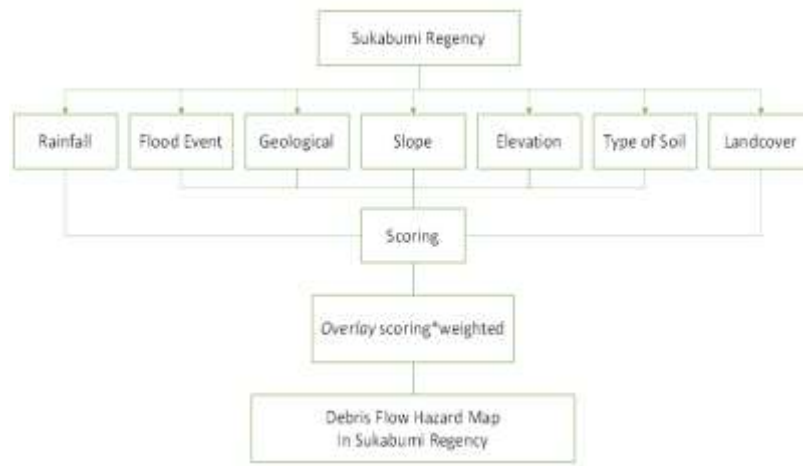 Sukabumi Regency
Rainfall
Flood Event
Geological
Slope
Elevation
Type of Soil
Landcover
Scoring
Overlay scoring*weighted
Debris Flow Hazard Map
In Sukabumi Regency